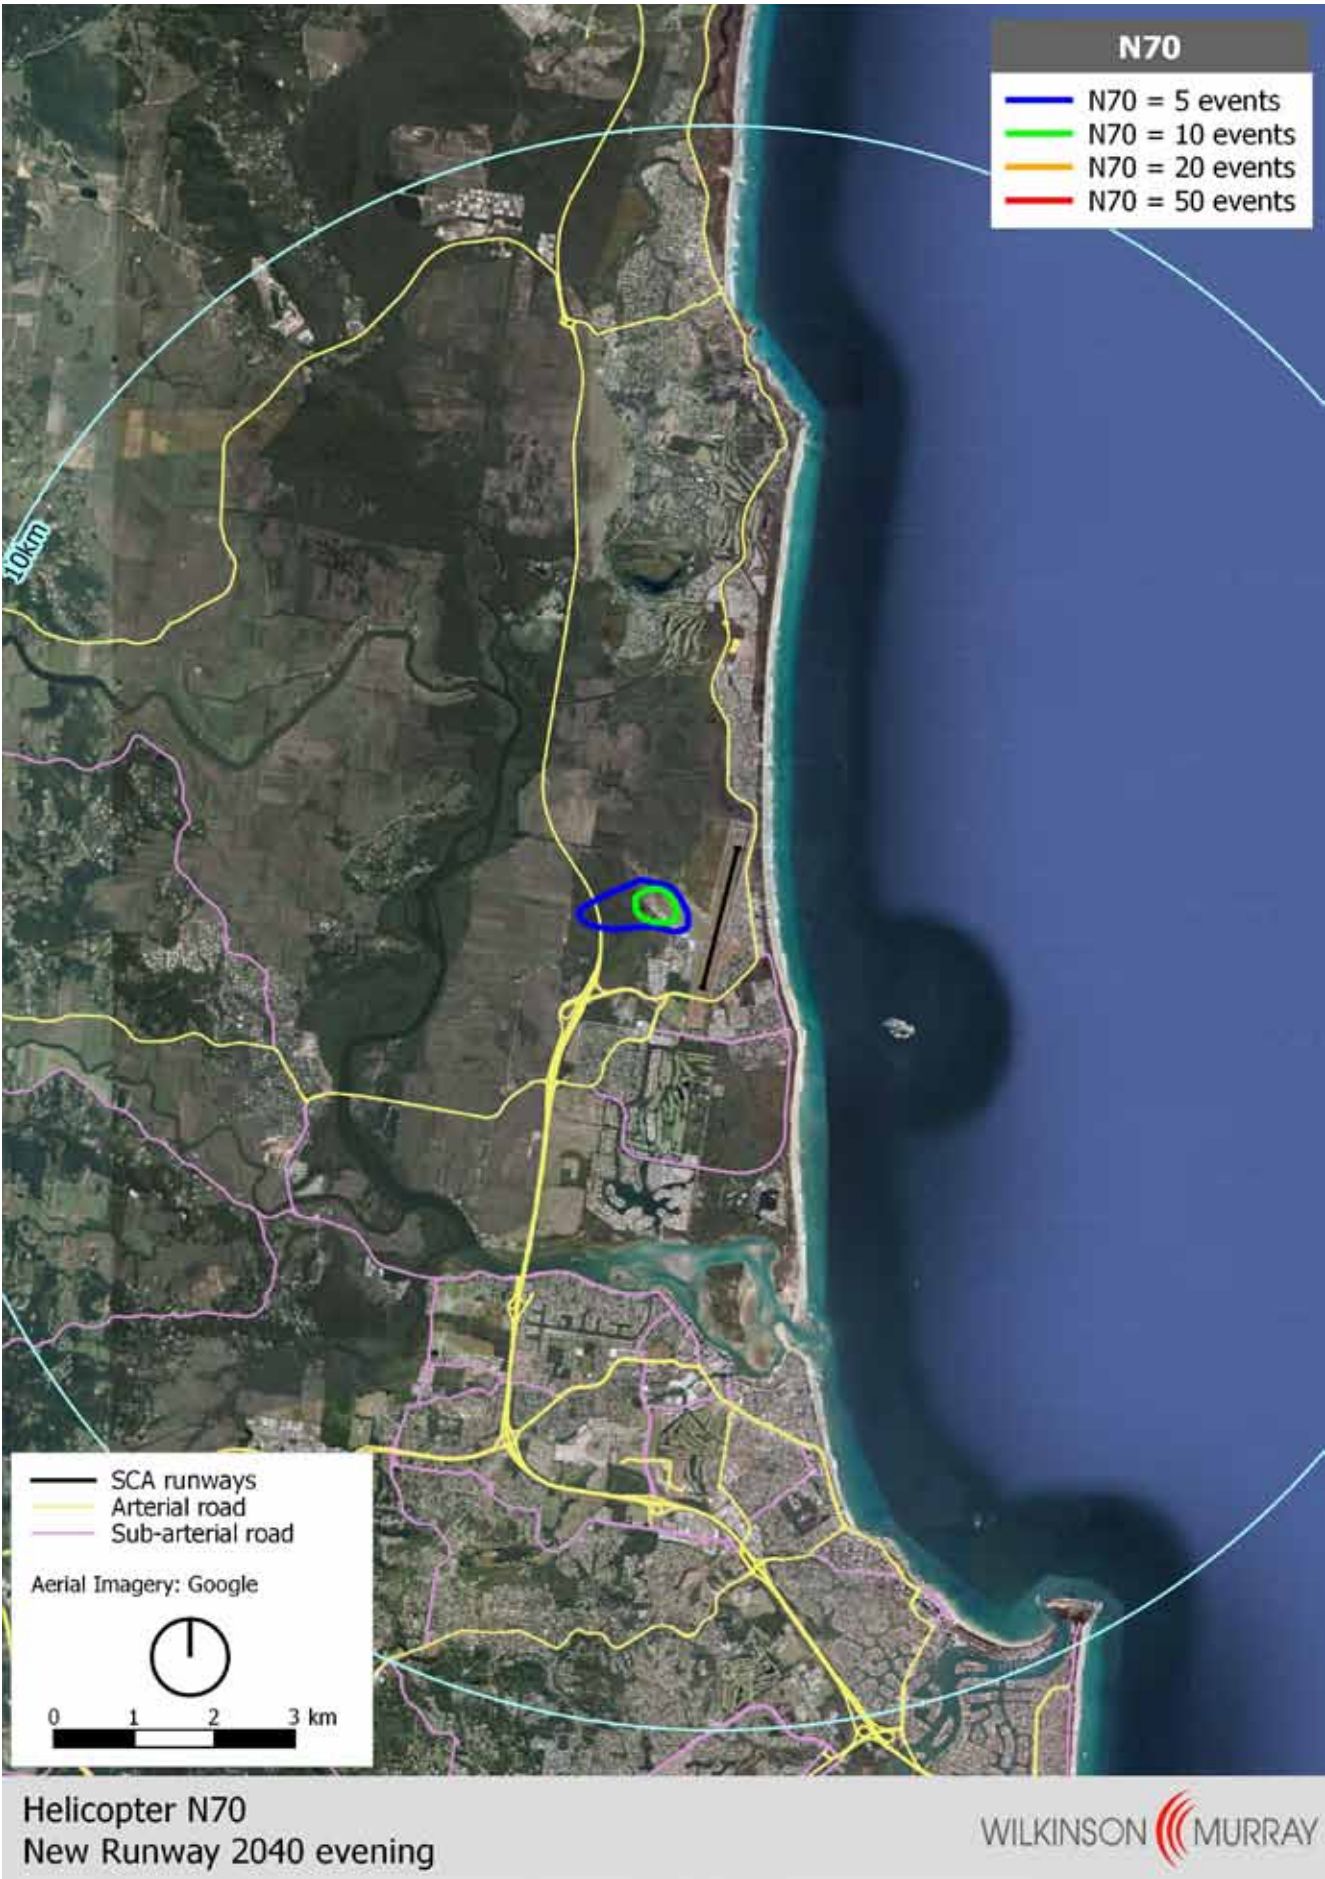 N70
N70 = 5 events
N70 = 10 events
N70 = 20 events
N70 = 50 events
10km
SCA runways
Arterial road
Sub-arterial road
Aerial Imagery: Google
0 1 2 3 km
Helicopter N70
New Runway 2040 evening
WILKINSON MURRAY